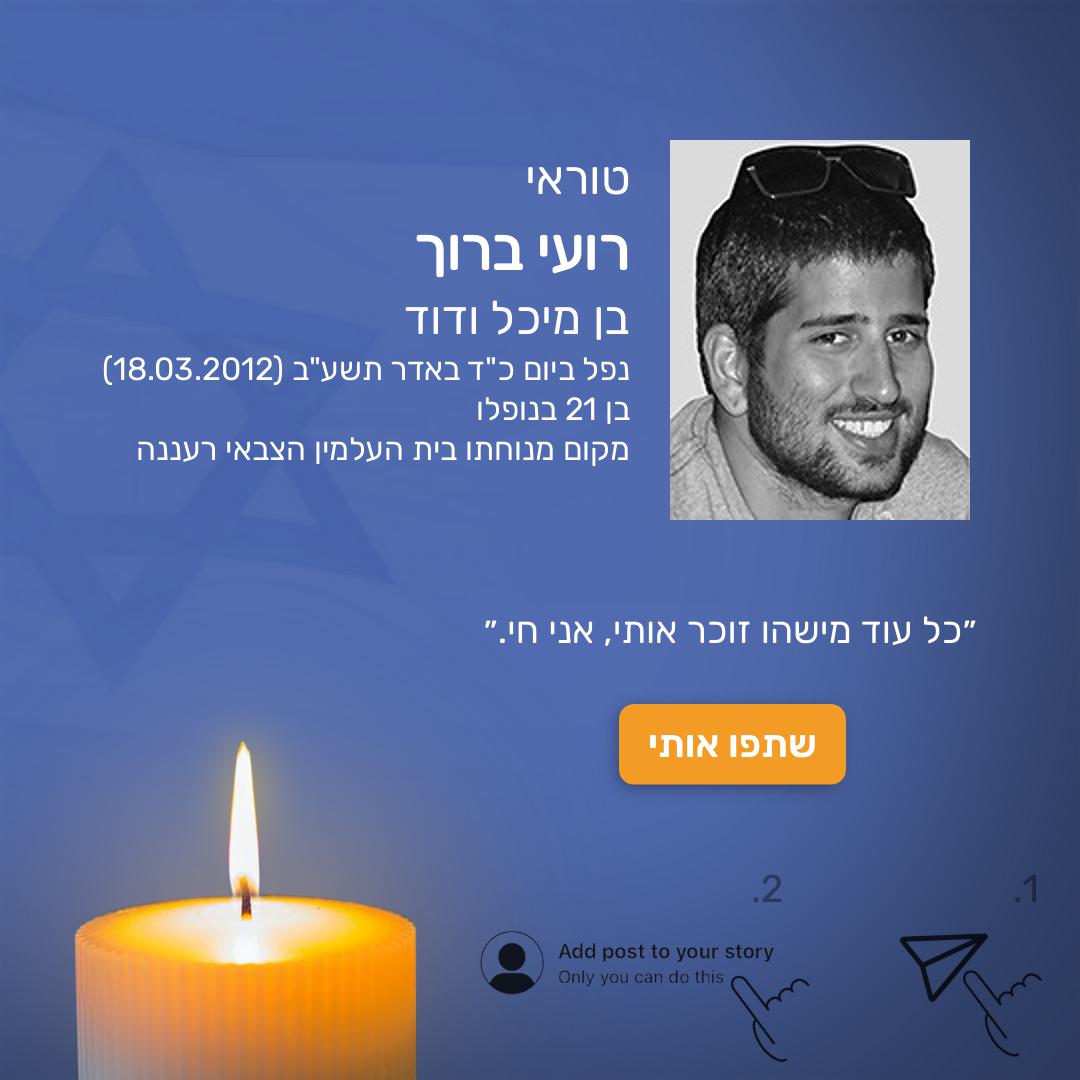 טוראי
רועי ברוך
בן מיכל ודוד
נפל ביום כ"ד באדר תשע"ב (18.03.2012)
בן 21 בנופלו
מקום מנוחתו בית העלמין הצבאי רעננה
״כל עוד מישהו זוכר אותי, אני חי.״
שתפו אותי
1.
2.
Add post to your story
Only you can do this